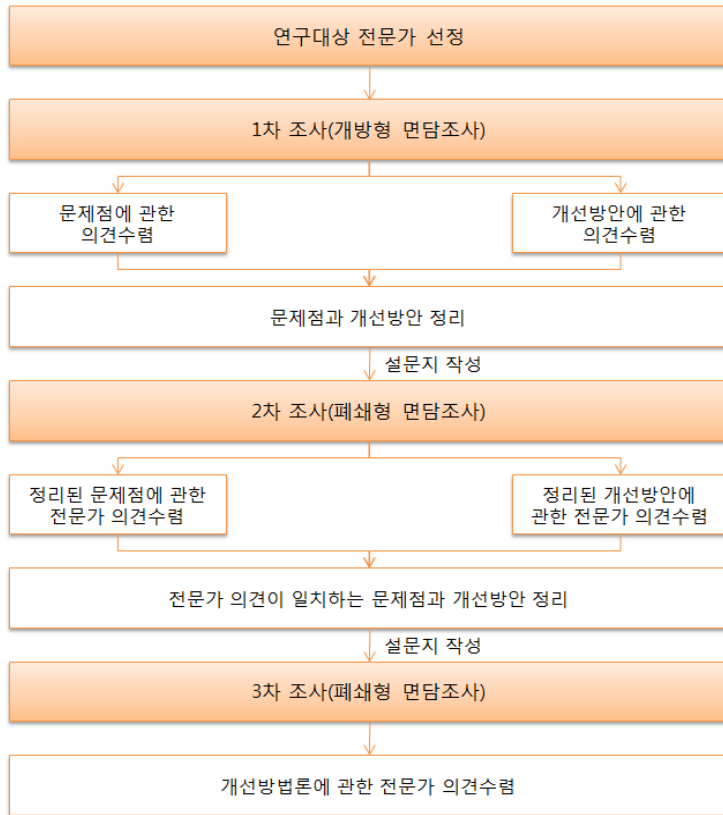 연구대상 전문가 선정
1차 조사(개방형 면담조사)
문제점에 관한
의견수렴
개선방안에 관한
의견수렴
문제점과 개선방안 정리
설문지 작성
2차 조사(폐쇄형 면담조사)
정리된 문제점에 관한
전문가 의견수렴
정리된 개선방안에
관한 전문가 의견수렴
전문가 의견이 일치하는 문제점과 개선방안 정리
설문지 작성
3차 조사(폐쇄형 면담조사)
개선방법론에 관한 전문가 의견수렴